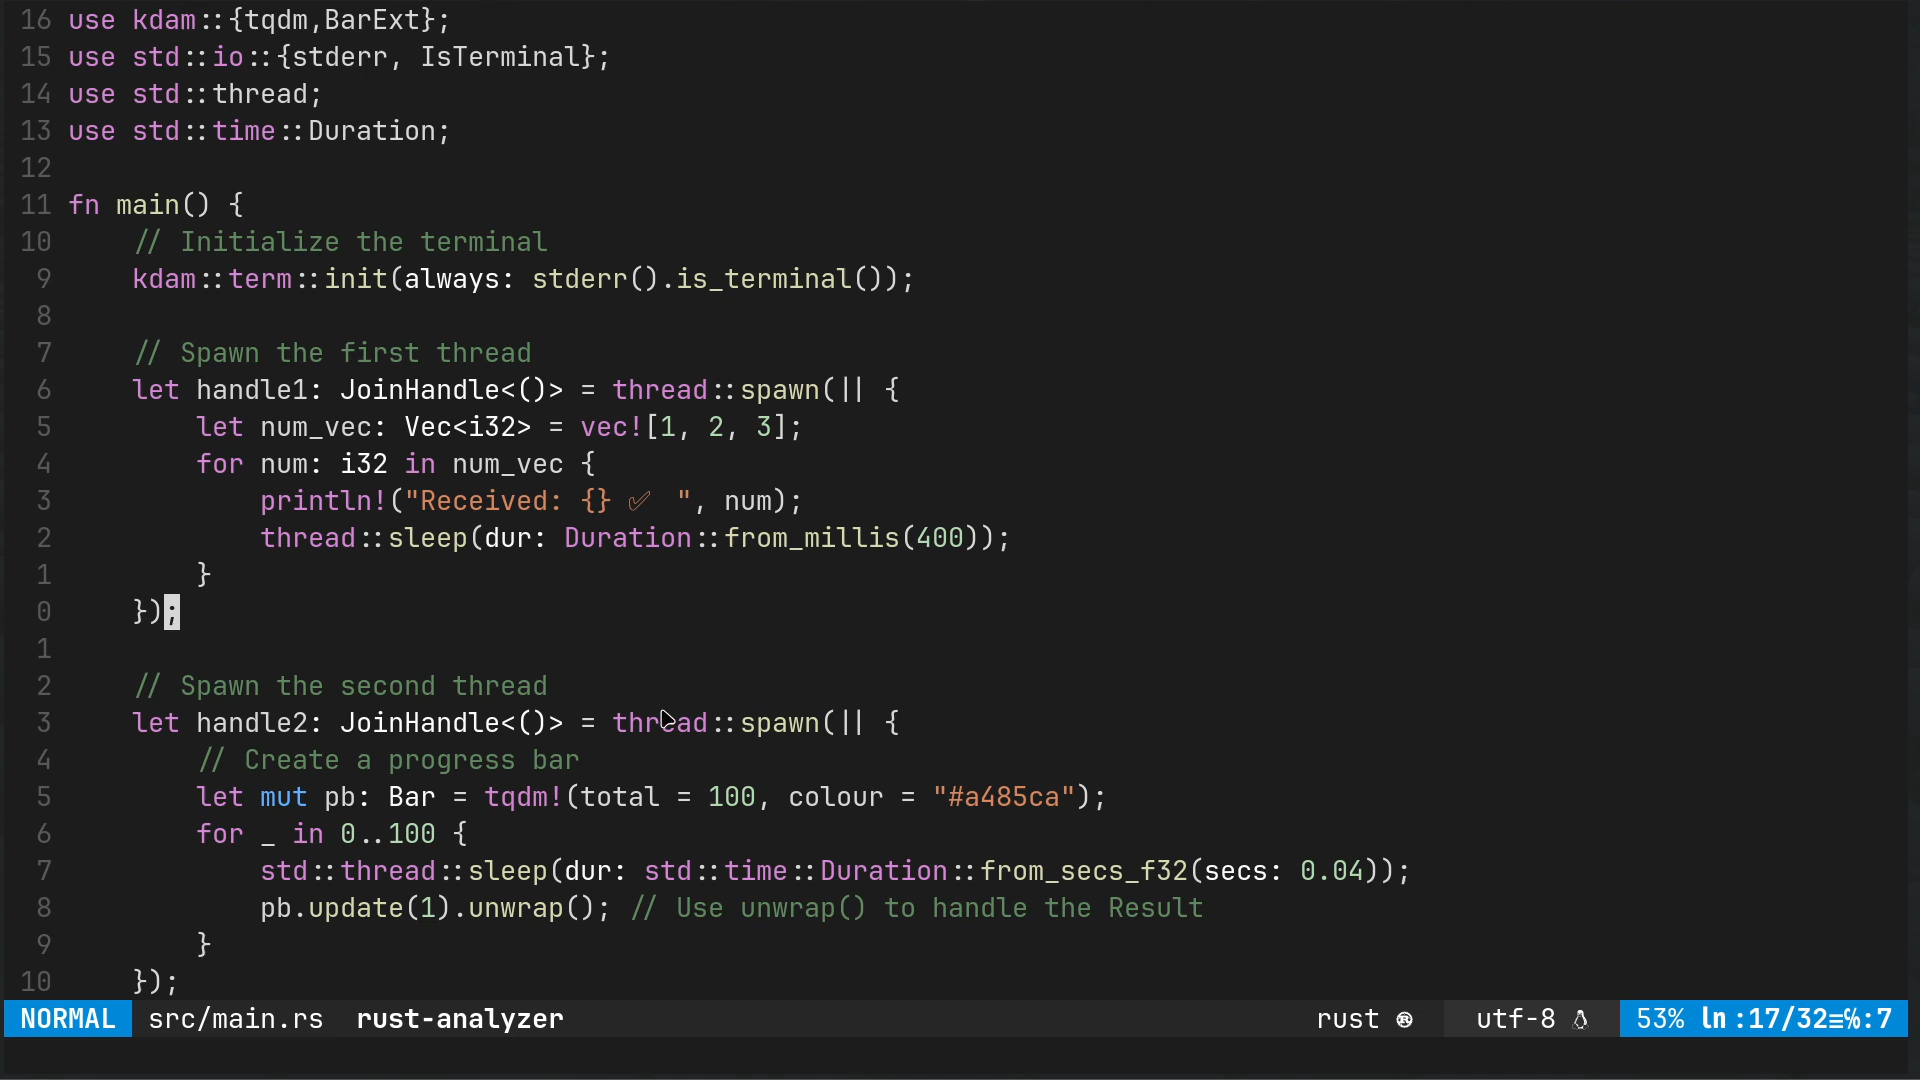 16 use kdam::{tqdm,BarExt};
15 use std::io::{stderr, IsTerminal};
14 use std::thread;
13 use std::time::Duration;
12
11 fn main() {
10     // Initialize the terminal
9     kdam::term::init(always: stderr().is_terminal());
8
7     // Spawn the first thread
6     let handle1: JoinHandle<()> = thread::spawn(|| {
5         let num_vec: Vec<i32> = vec![1, 2, 3];
4         for num: i32 in num_vec {
3             println!("Received: {} ✅ ", num);
2             thread::sleep(dur: Duration::from_millis(400));
1         }
0     });
1
2     // Spawn the second thread
3     let handle2: JoinHandle<()> = thread::spawn(|| {
4         // Create a progress bar
5         let mut pb: Bar = tqdm!(total = 100, colour = "#a485ca");
6         for _ in 0..100 {
7             std::thread::sleep(dur: std::time::Duration::from_secs_f32(secs: 0.04));
8             pb.update(1).unwrap(); // Use unwrap() to handle the Result
9         }
10     });
NORMAL src/main.rs rust-analyzer rust utf-8 53% ln:17/32≡℅:7